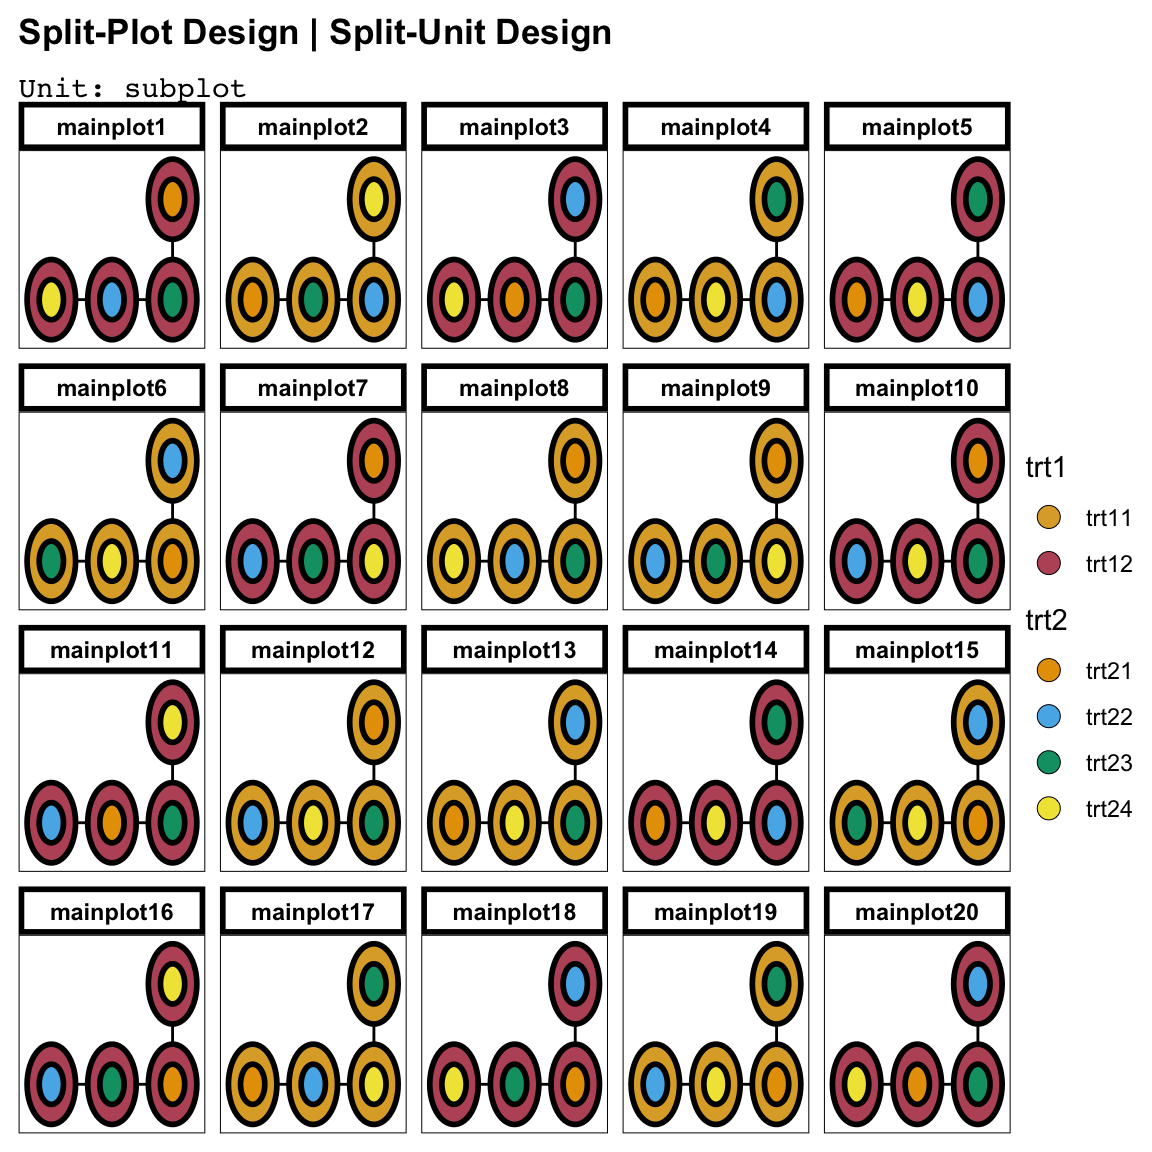 Split-Plot Design | Split-Unit Design
Unit: subplot
mainplot1 mainplot2 mainplot3 mainplot4 mainplot5
mainplot6 mainplot7 mainplot8 mainplot9 mainplot10
mainplot11 mainplot12 mainplot13 mainplot14 mainplot15
mainplot16 mainplot17 mainplot18 mainplot19 mainplot20
trt1
trt11
trt12
trt2
trt21
trt22
trt23
trt24